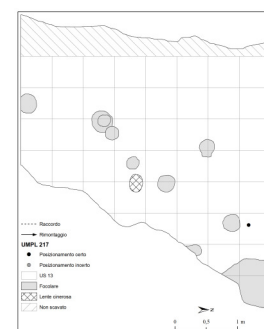 Raccordo
Rimontaggio
UMPL 217
Posizionamento certo
Posizionamento incerto
US 13
Focolare
Lente cinerosa
Non scavato
N
0 0,5 1 m